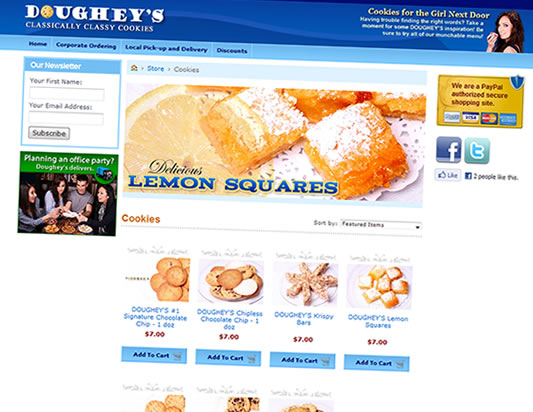 DOUGHEY'S
CLASSICALLY CLASSY COOKIES
Cookies for the Girl Next Door
Having trouble finding the right words? Take a
moment for some DOUGHEY'S inspiration! Be
sure to try all of our munchable menu!
Home
Corporate Ordering
Local Pick-up and Delivery
Discounts
Our Newsletter
Your First Name:
Your Email Address:
Subscribe
Planning an office party?
Doughey's delivers.
› Store › Cookies
Delicious
LEMON SQUARES
We are a PayPal
authorized secure
shopping site.
VISA
f
t
Like
2 people like this.
Cookies
Sort by: Featured Items
DOUGHEY'S #1
Signature Chocolate
Chip - 1 doz
$7.00
Add To Cart
DOUGHEY'S Chipless
Chocolate Chip - 1
doz
$7.00
Add To Cart
DOUGHEY'S Krispy
Bars
$7.00
Add To Cart
DOUGHEY'S Lemon
Squares
$7.00
Add To Cart